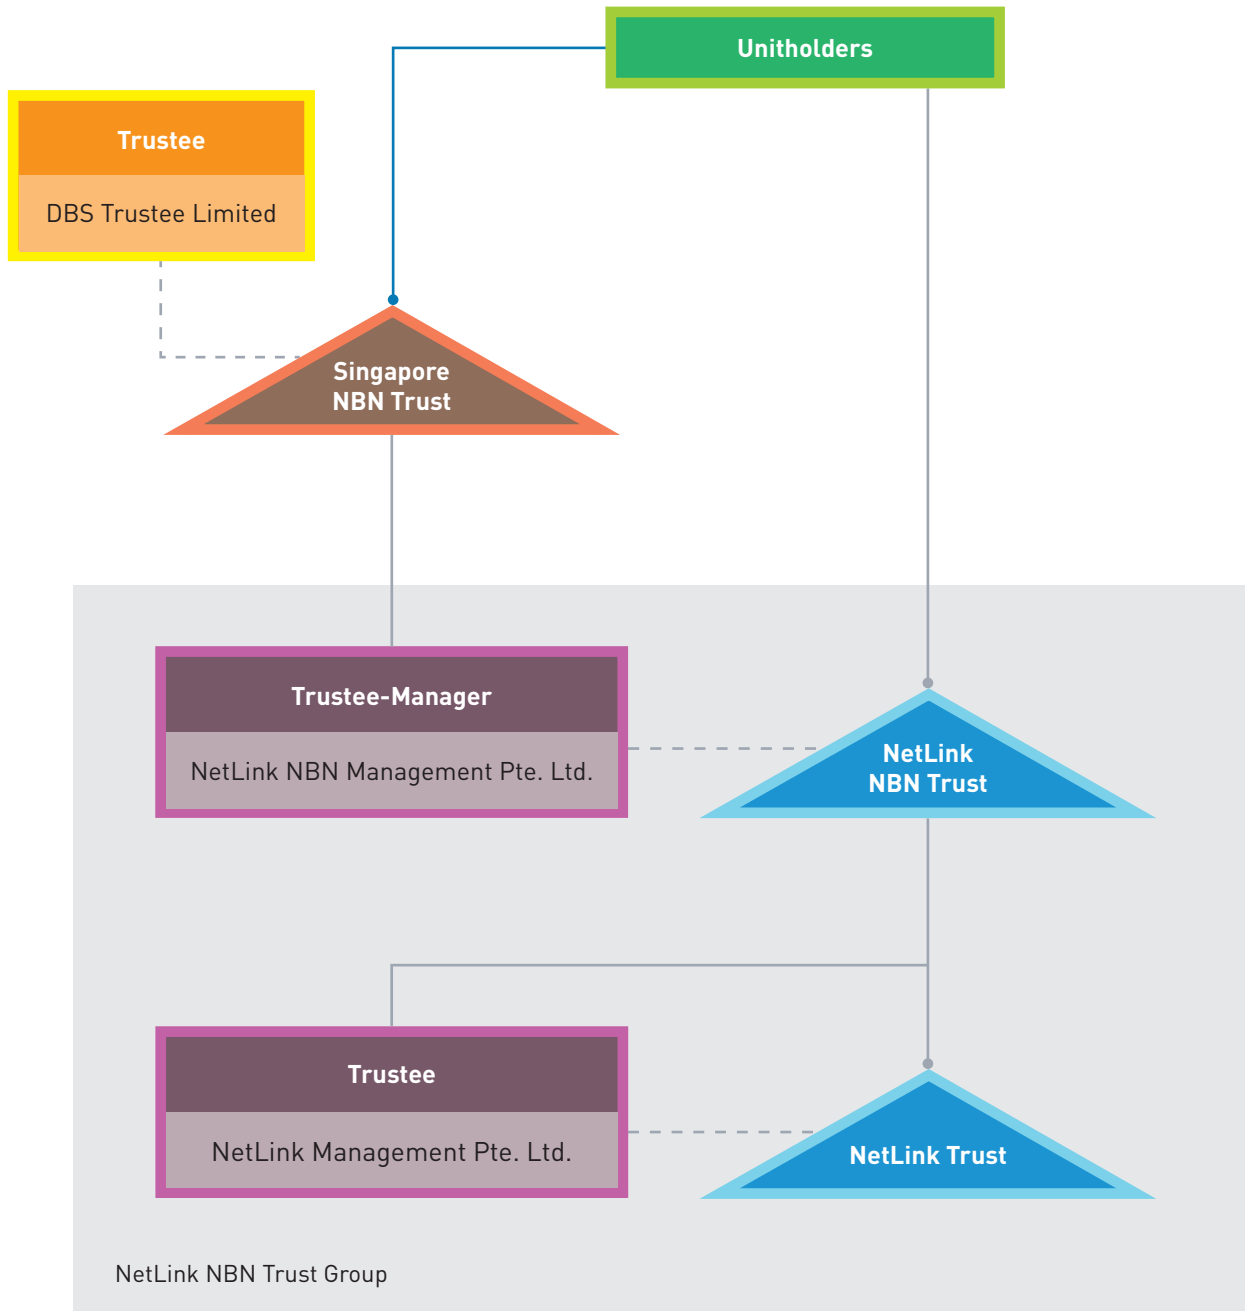 Unitholders
Trustee
DBS Trustee Limited
Singapore
NBN Trust
Trustee-Manager
NetLink NBN Management Pte. Ltd.
NetLink
NBN Trust
Trustee
NetLink Management Pte. Ltd.
NetLink Trust
NetLink NBN Trust Group